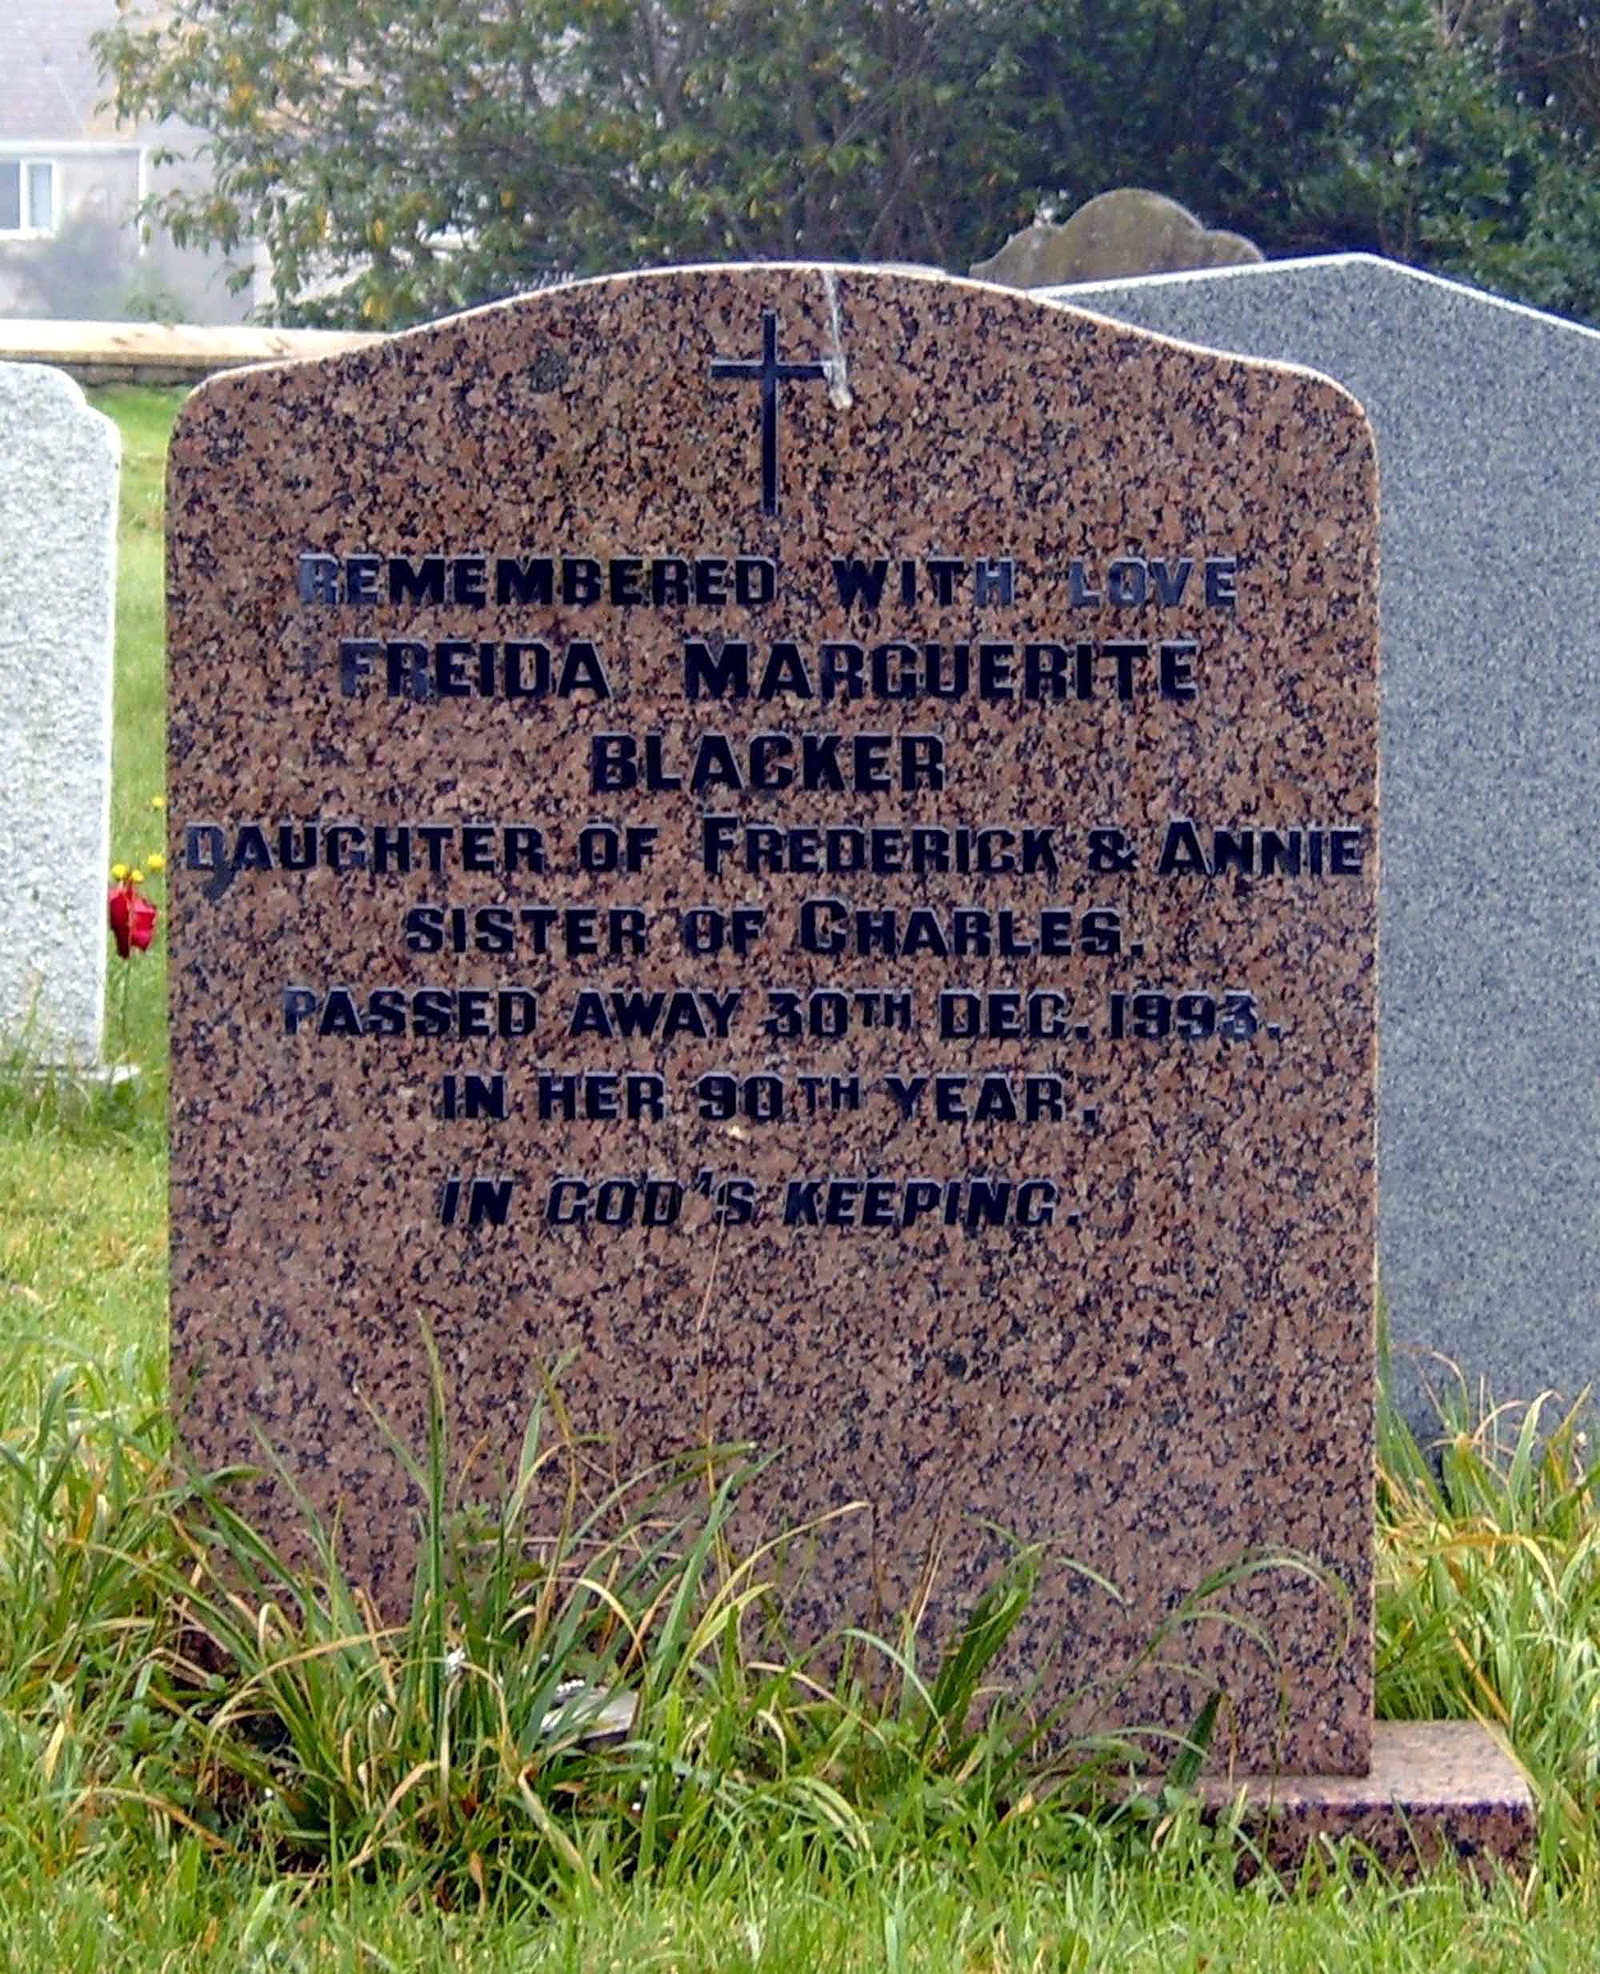 REMEMBERED WITH LOVE
FREIDA MARGUERITE
BLACKER
DAUGHTER OF FREDERICK & ANNIE
SISTER OF CHARLES.
PASSED AWAY 30TH DEC. 1993.
IN HER 90TH YEAR.
IN GOD'S KEEPING.